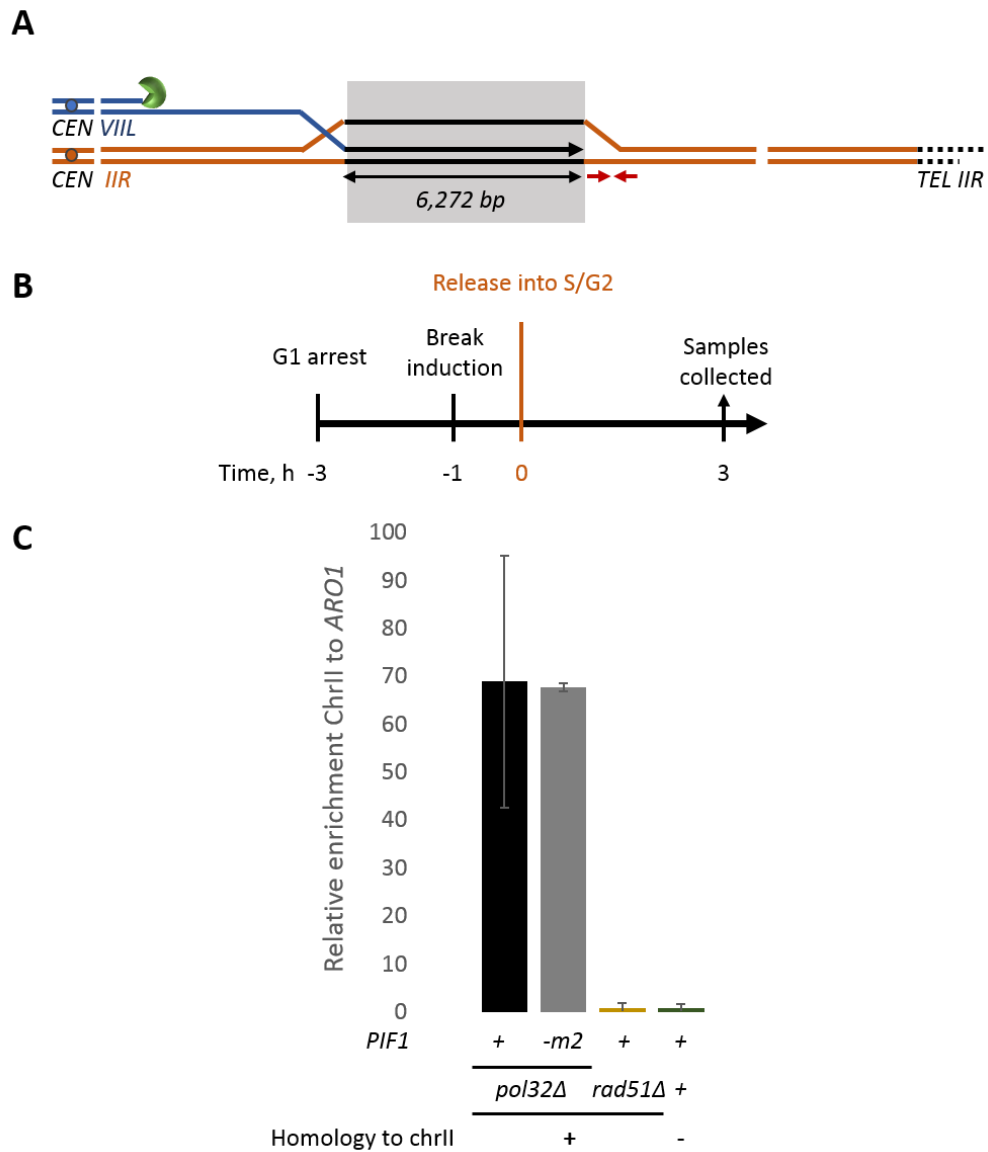 A
CEN VIIL
CEN IIR
6,272 bp
TEL IIR
B
Release into S/G2
G1 arrest
Break induction
Samples collected
Time, h -3 -1 0 3
C
Relative enrichment ChrII to ARO1
100
90
80
70
60
50
40
30
20
10
0
PIF1 + -m2 + +
pol32Δ rad51Δ +
Homology to chrII + -